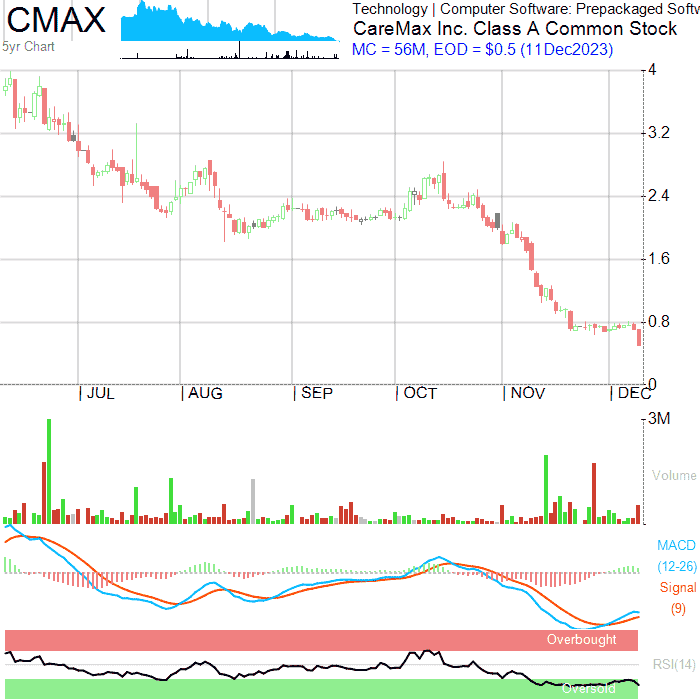 CMAX
5yr Chart
Technology | Computer Software: Prepackaged Softw
CareMax Inc. Class A Common Stock
MC = 56M, EOD = $0.5 (11Dec2023)
4
3.2
2.4
1.6
0.8
0
JUL AUG SEP OCT NOV DEC
3M
Volume
MACD
(12-26)
Signal
(9)
Overbought
RSI(14)
Oversold